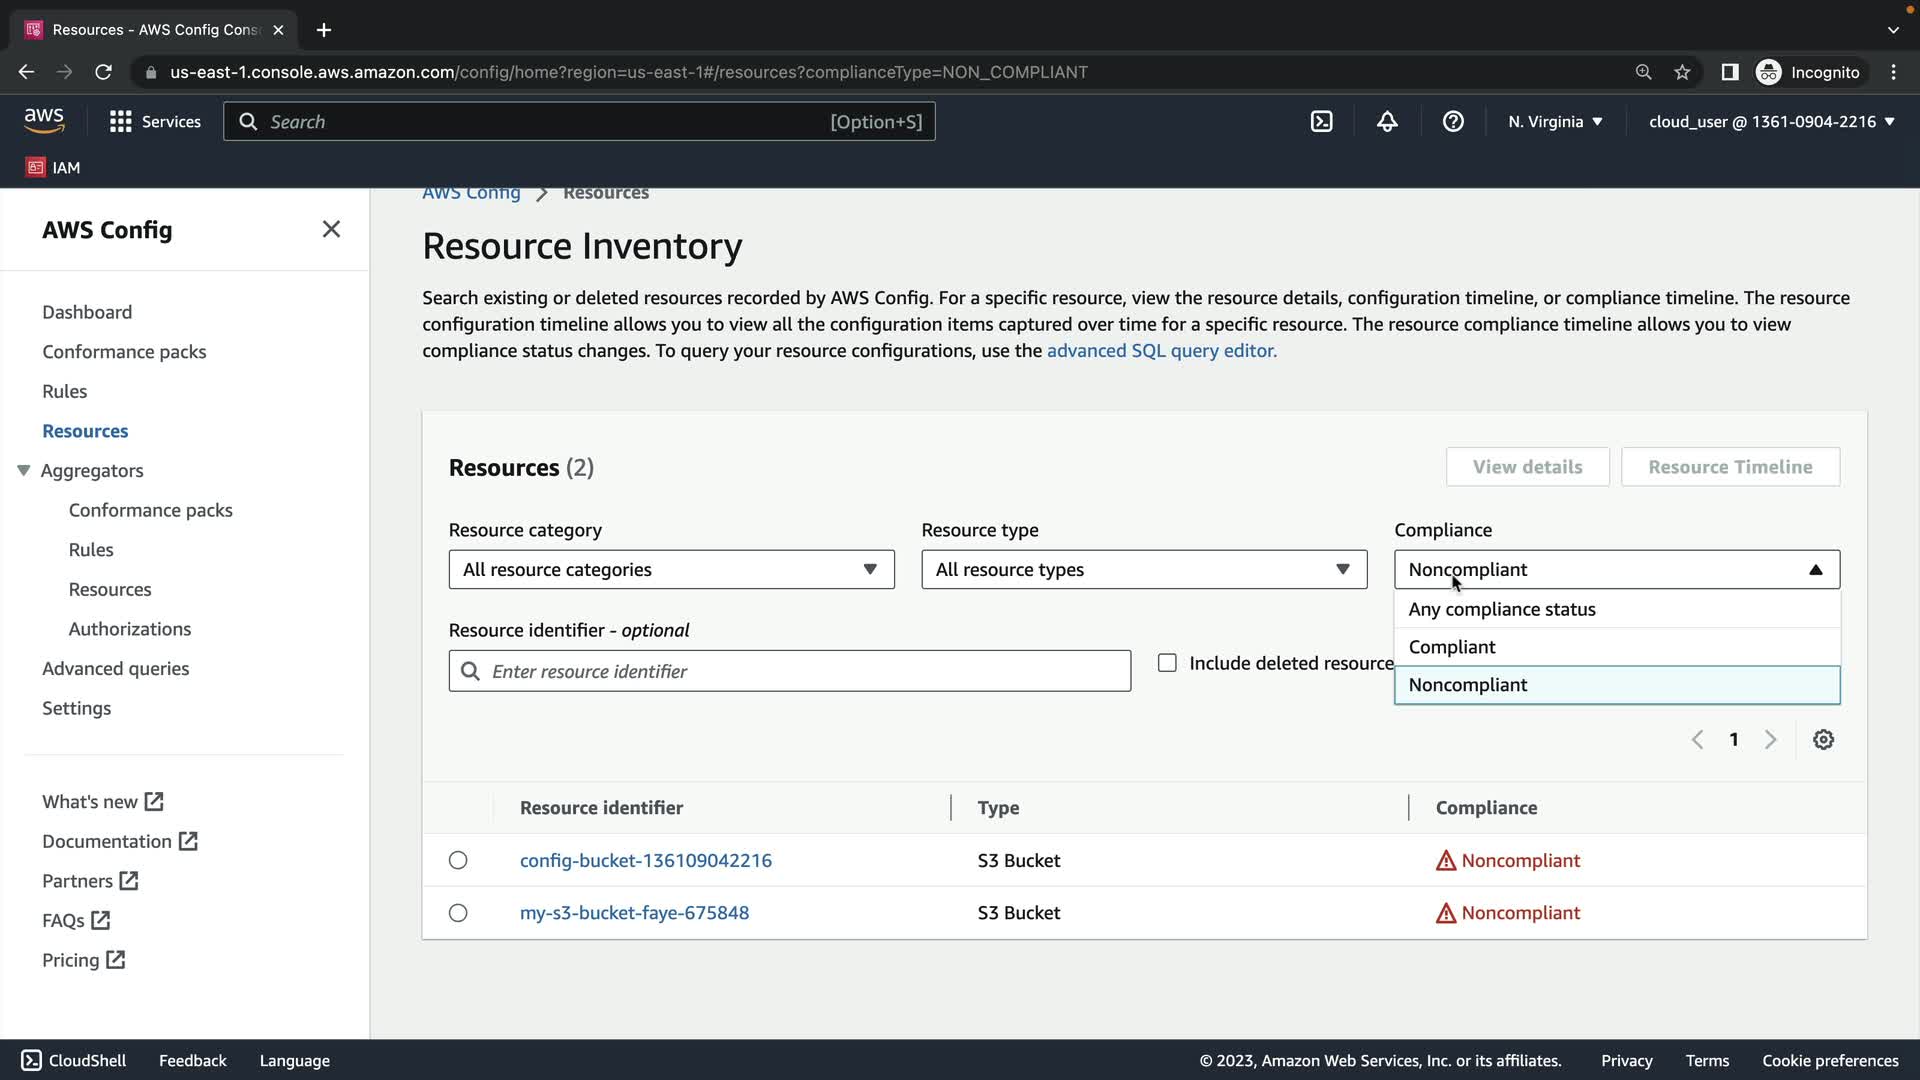 Resources - AWS Config Cons
us-east-1.console.aws.amazon.com/config/home?region=us-east-1#/resources?complianceType=NON_COMPLIANT
Incognito
aws
Services
Search
[Option+S]
N. Virginia
cloud_user @ 1361-0904-2216
IAM
AWS Config
Dashboard
Conformance packs
Rules
Resources
Aggregators
Conformance packs
Rules
Resources
Authorizations
Advanced queries
Settings
What's new
Documentation
Partners
FAQs
Pricing
AWS Config > Resources
Resource Inventory
Search existing or deleted resources recorded by AWS Config. For a specific resource, view the resource details, configuration timeline, or compliance timeline. The resource
configuration timeline allows you to view all the configuration items captured over time for a specific resource. The resource compliance timeline allows you to view
compliance status changes. To query your resource configurations, use the advanced SQL query editor.
Resources (2)
View details
Resource Timeline
Resource category
Resource type
Compliance
All resource categories
All resource types
Noncompliant
Any compliance status
Compliant
Noncompliant
Resource identifier - optional
Enter resource identifier
Include deleted resource
1
Resource identifier
Type
Compliance
config-bucket-136109042216
S3 Bucket
Noncompliant
my-s3-bucket-faye-675848
S3 Bucket
Noncompliant
CloudShell
Feedback
Language
© 2023, Amazon Web Services, Inc. or its affiliates.
Privacy
Terms
Cookie preferences